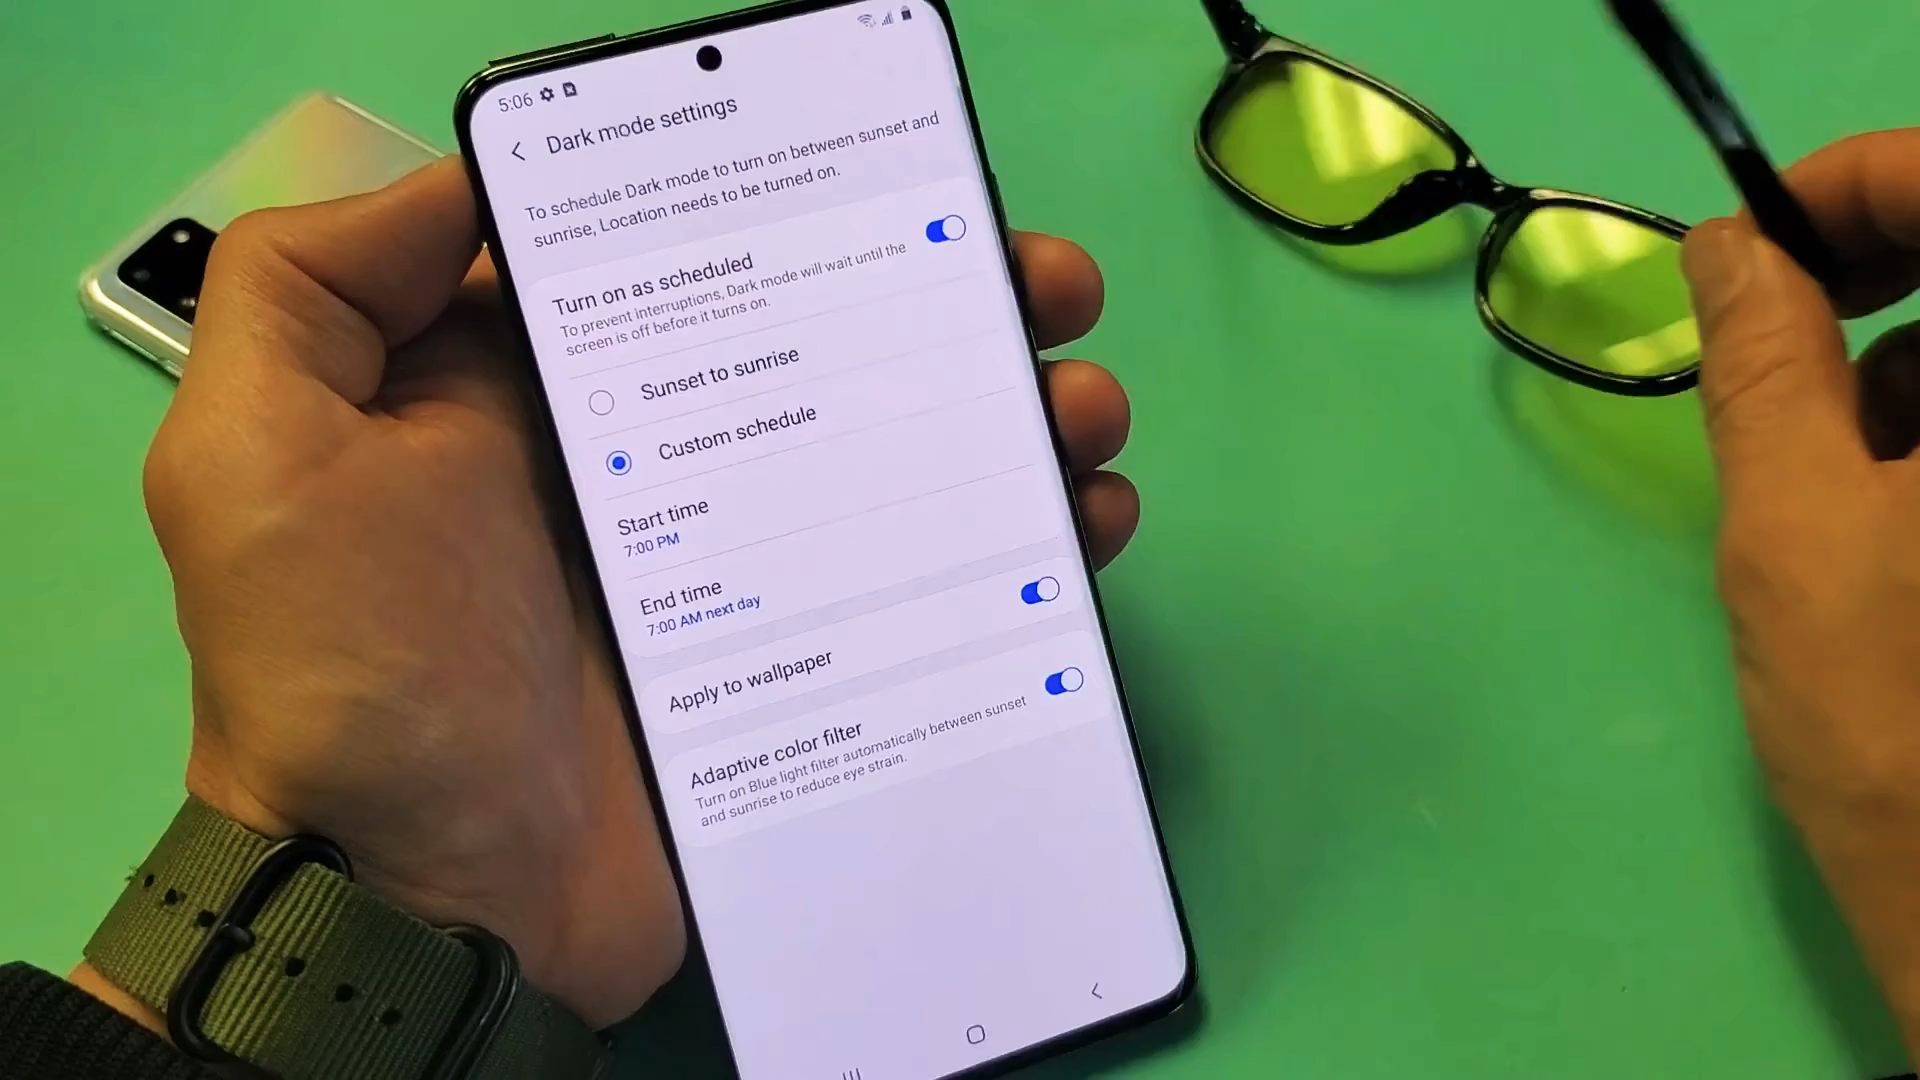 5:06
Dark mode settings
To schedule Dark mode to turn on between sunset and
sunrise, Location needs to be turned on.
Turn on as scheduled
To prevent interruptions, Dark mode will wait until the
screen is off before it turns on.
Sunset to sunrise
Custom schedule
Start time
7:00 PM
End time
7:00 AM next day
Apply to wallpaper
Adaptive color filter
Turn on Blue light filter automatically between sunset
and sunrise to reduce eye strain.